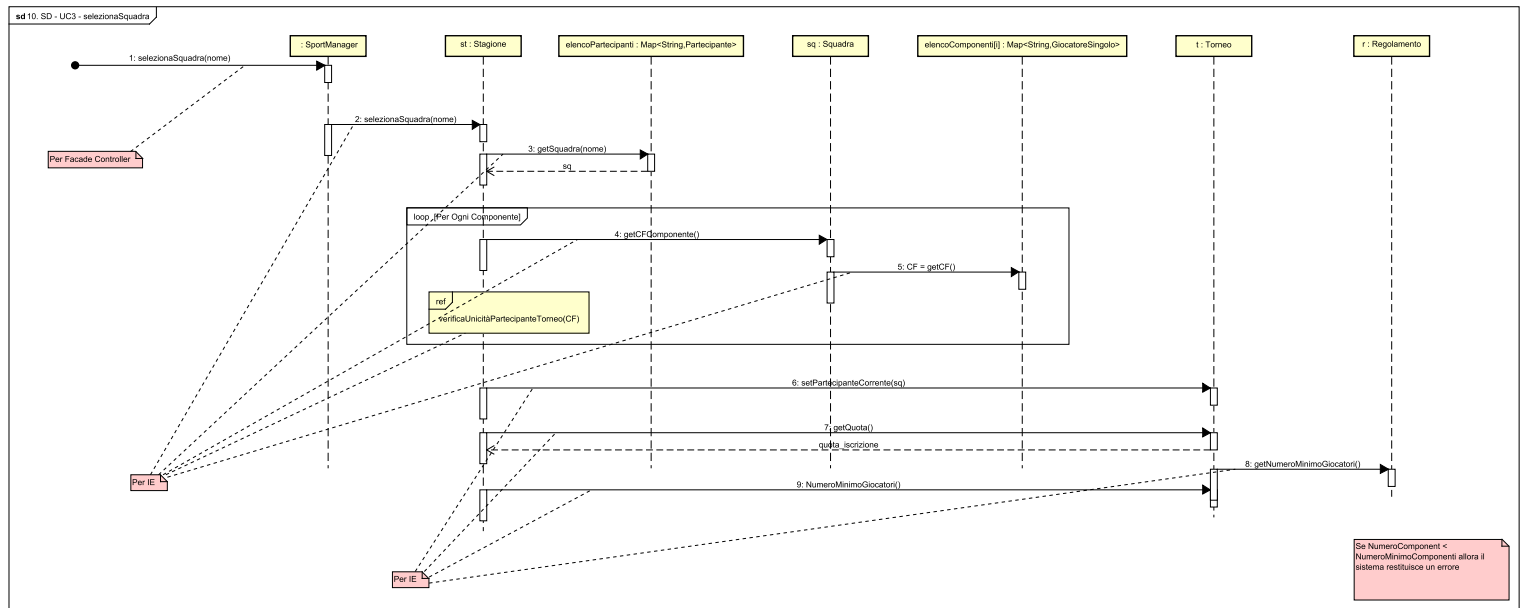 sd 10. SD - UC3 - selezionaSquadra
: SportManager
st : Stagione
elencoPartecipanti : Map<String,Partecipante>
sq : Squadra
elencoComponenti[i] : Map<String,GiocatoreSingolo>
t : Torneo
r : Regolamento
1: selezionaSquadra(nome)
2: selezionaSquadra(nome)
Per Facade Controller
3: getSquadra(nome)
sq
loop [Per Ogni Componente]
4: getCFComponente()
5: CF = getCF()
ref
verificaUnicitàPartecipanteTorneo(CF)
6: setPartecipanteCorrente(sq)
7: getQuota()
quota_iscrizione
8: getNumeroMinimoGiocatori()
Per IE
9: NumeroMinimoGiocatori()
Se NumeroComponent <
NumeroMinimoComponenti allora il
sistema restituisce un errore
Per IE